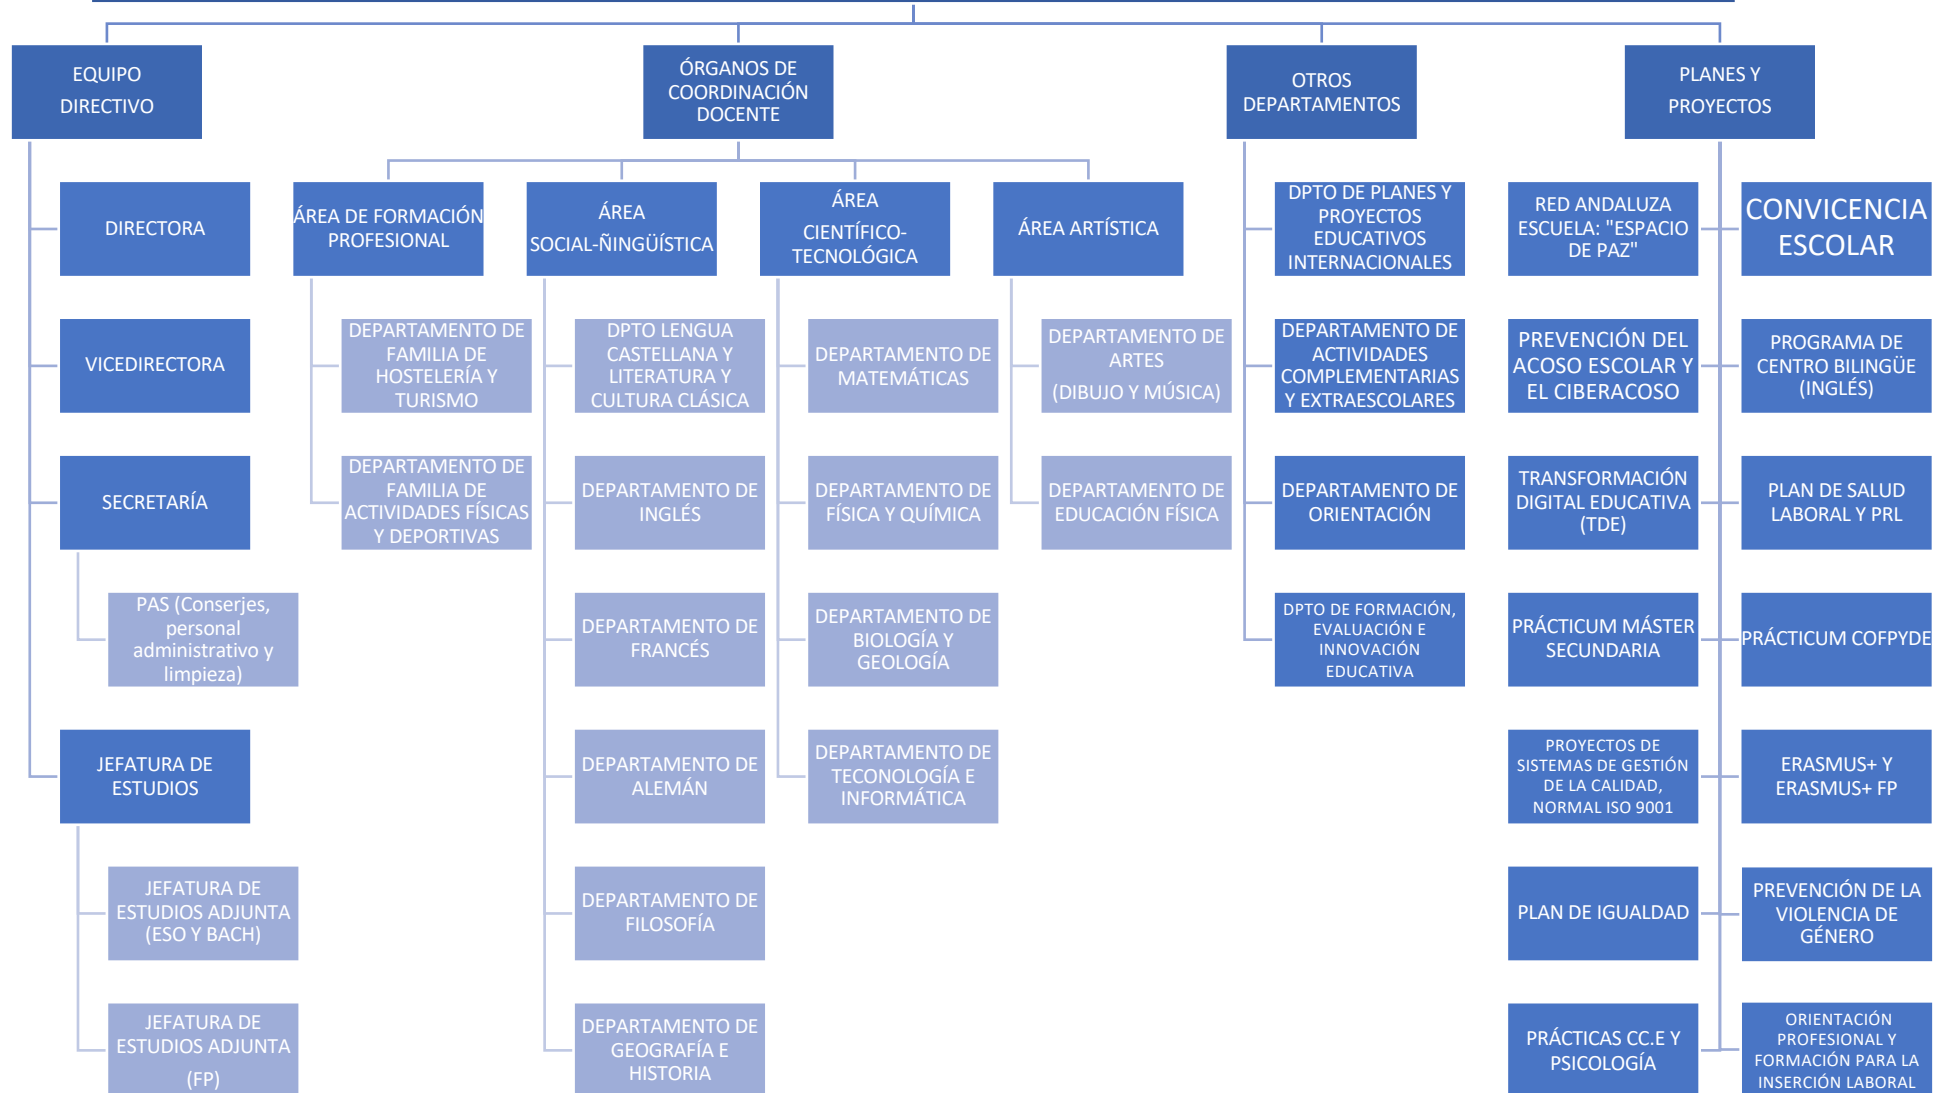 EQUIPO
DIRECTIVO
DIRECTORA
VICEDIRECTORA
SECRETARÍA
PAS (Conserjes,
personal
administrativo y
limpieza)
JEFATURA DE
ESTUDIOS
JEFATURA DE
ESTUDIOS ADJUNTA
(ESO Y BACH)
JEFATURA DE
ESTUDIOS ADJUNTA
(FP)
ÓRGANOS DE
COORDINACIÓN
DOCENTE
ÁREA DE FORMACIÓN
PROFESIONAL
DEPARTAMENTO DE
FAMILIA DE
HOSTELERÍA Y
TURISMO
DEPARTAMENTO DE
FAMILIA DE
ACTIVIDADES FÍSICAS
Y DEPORTIVAS
ÁREA
SOCIAL-ÑINGÜÍSTICA
DPTO LENGUA
CASTELLANA Y
LITERATURA Y
CULTURA CLÁSICA
DEPARTAMENTO DE
INGLÉS
DEPARTAMENTO DE
FRANCÉS
DEPARTAMENTO DE
ALEMÁN
DEPARTAMENTO DE
FILOSOFÍA
DEPARTAMENTO DE
GEOGRAFÍA E
HISTORIA
ÁREA
CIENTÍFICO-
TECNOLÓGICA
DEPARTAMENTO DE
MATEMÁTICAS
DEPARTAMENTO DE
FÍSICA Y QUÍMICA
DEPARTAMENTO DE
BIOLOGÍA Y
GEOLOGÍA
DEPARTAMENTO DE
TECONOLOGÍA E
INFORMÁTICA
ÁREA ARTÍSTICA
DEPARTAMENTO DE
ARTES
(DIBUJO Y MÚSICA)
DEPARTAMENTO DE
EDUCACIÓN FÍSICA
OTROS
DEPARTAMENTOS
DPTO DE PLANES Y
PROYECTOS
EDUCATIVOS
INTERNACIONALES
DEPARTAMENTO DE
ACTIVIDADES
COMPLEMENTARIAS
Y EXTRAESCOLARES
DEPARTAMENTO DE
ORIENTACIÓN
DPTO DE FORMACIÓN,
EVALUACIÓN E
INNOVACIÓN
EDUCATIVA
PLANES Y
PROYECTOS
RED ANDALUZA
ESCUELA: "ESPACIO
DE PAZ"
CONVICENCIA
ESCOLAR
PREVENCIÓN DEL
ACOSO ESCOLAR Y
EL CIBERACOSO
PROGRAMA DE
CENTRO BILINGÜE
(INGLÉS)
TRANSFORMACIÓN
DIGITAL EDUCATIVA
(TDE)
PLAN DE SALUD
LABORAL Y PRL
PRÁCTICUM MÁSTER
SECUNDARIA
PRÁCTICUM COFPYDE
PROYECTOS DE
SISTEMAS DE GESTIÓN
DE LA CALIDAD,
NORMAL ISO 9001
ERASMUS+ Y
ERASMUS+ FP
PLAN DE IGUALDAD
PREVENCIÓN DE LA
VIOLENCIA DE
GÉNERO
PRÁCTICAS CC.E Y
PSICOLOGÍA
ORIENTACIÓN
PROFESIONAL Y
FORMACIÓN PARA LA
INSERCIÓN LABORAL